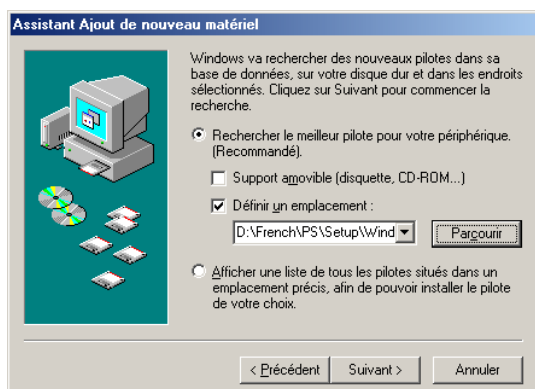 Assistant Ajout de nouveau matériel
Windows va rechercher des nouveaux pilotes dans sa
base de données, sur votre disque dur et dans les endroits
sélectionnés. Cliquez sur Suivant pour commencer la
recherche.
Rechercher le meilleur pilote pour votre périphérique.
(Recommandé).
Support amovible (disquette, CD-ROM...)
Définir un emplacement :
D:\French\PS\Setup\Wind
Parcourir
Afficher une liste de tous les pilotes situés dans un
emplacement précis, afin de pouvoir installer le pilote
de votre choix.
< Précédent
Suivant >
Annuler